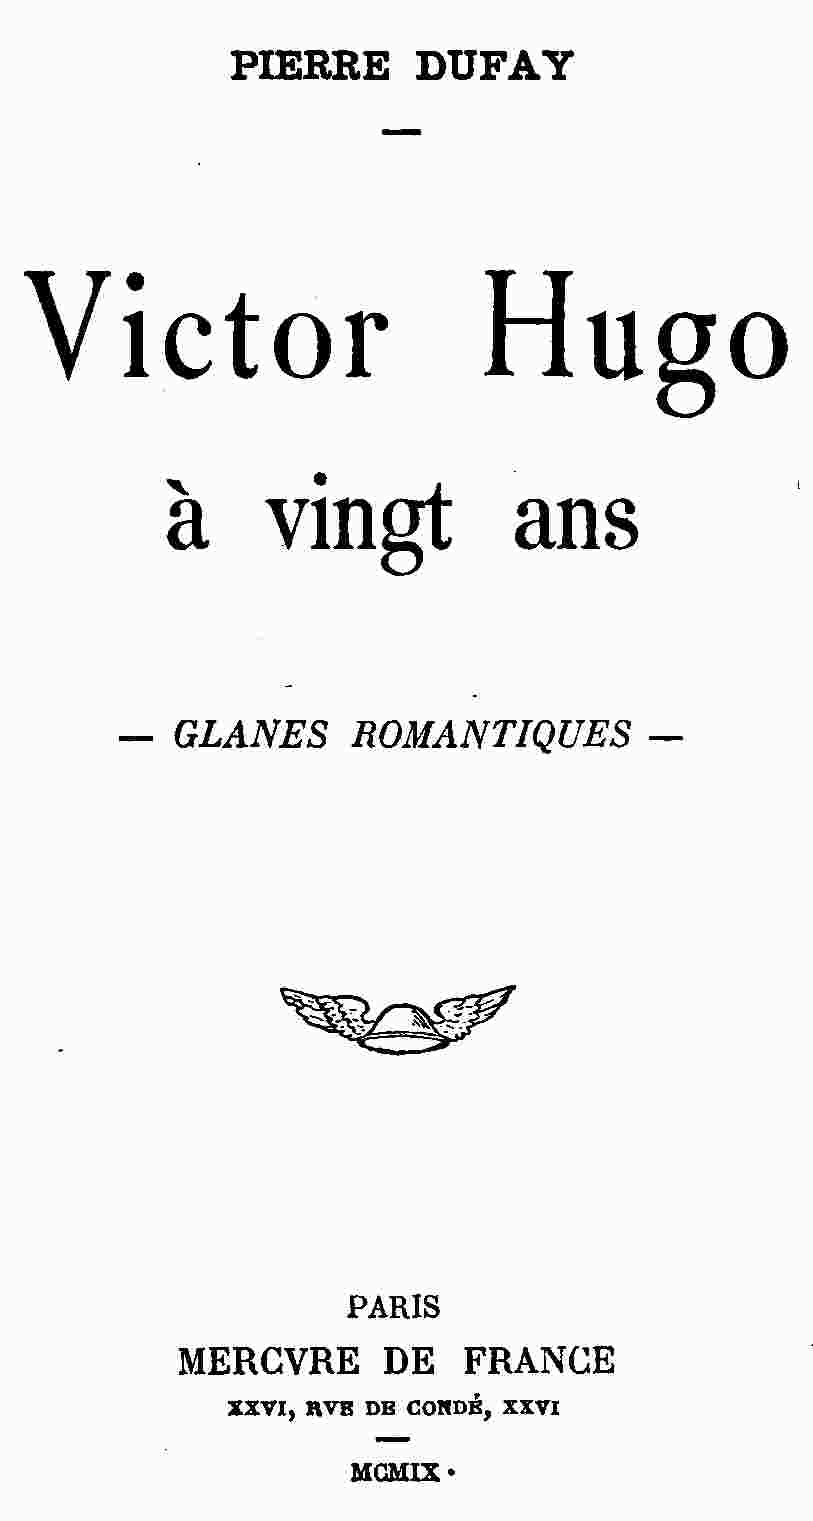 PIERRE DUFAY
—
Victor Hugo
à vingt ans
— GLANES ROMANTIQUES —
PARIS
MERCVRE DE FRANCE
XXVI, RVE DE CONDÉ, XXVI
—
MCMIX •